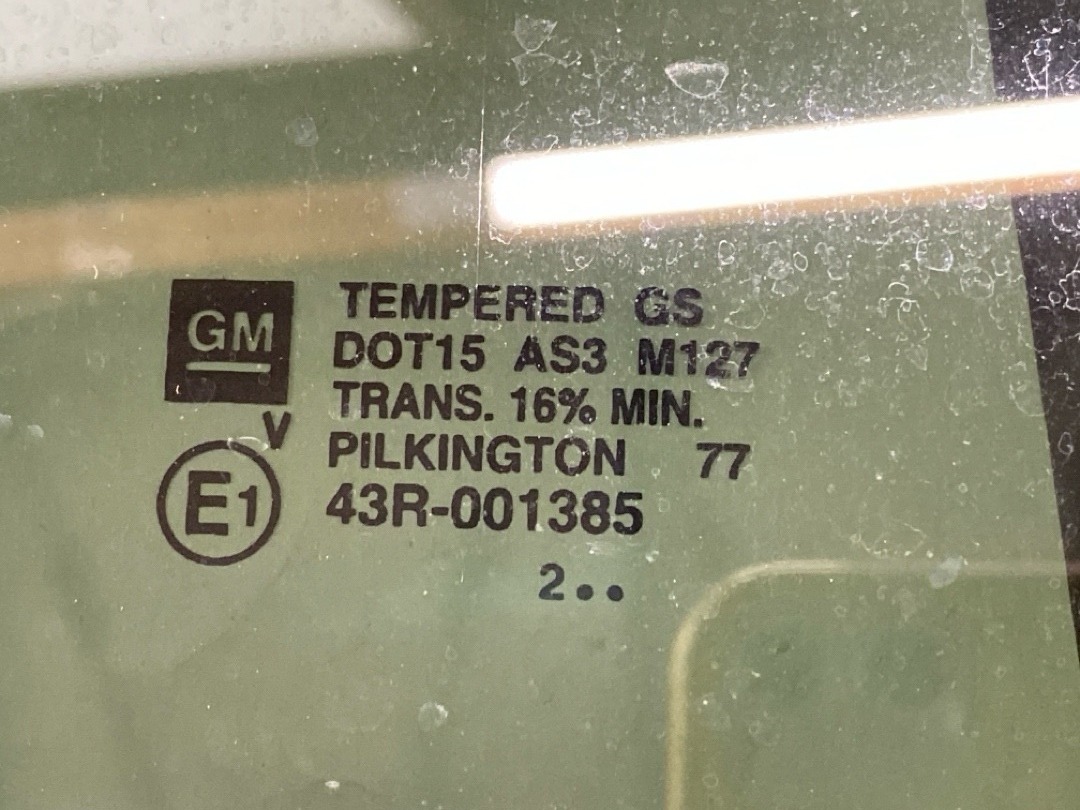 GM
TEMPERED GS
DOT15 AS3 M127
TRANS. 16% MIN.
V
PILKINGTON 77
E1
43R-001385
2••